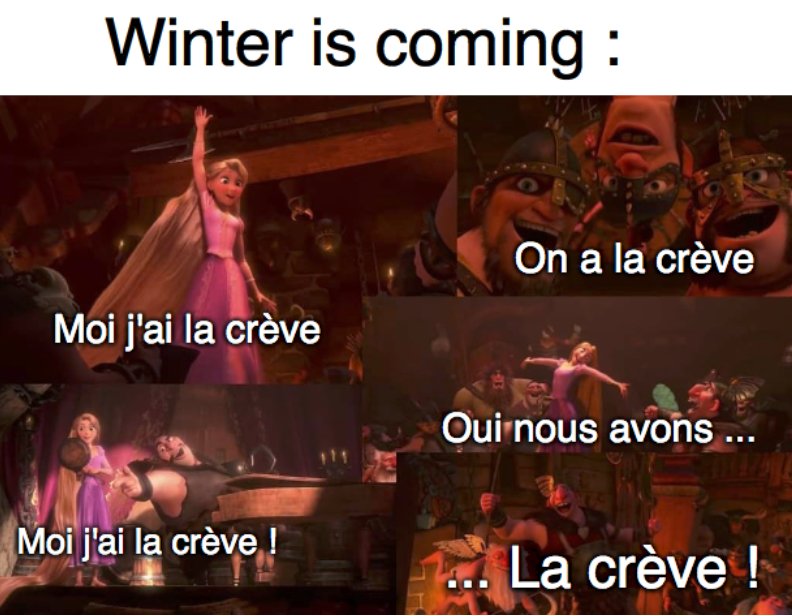 Winter is coming :
Moi j'ai la crève
On a la crève
Moi j'ai la crève !
Oui nous avons ...
... La crève !